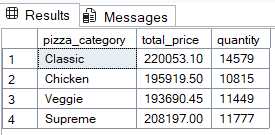 Results Messages
pizza_category total_price quantity
1 Classic 220053.10 14579
2 Chicken 195919.50 10815
3 Veggie 193690.45 11449
4 Supreme 208197.00 11777